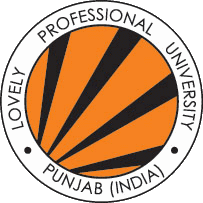 LOVELY PROFESSIONAL UNIVERSITY
PUNJAB (INDIA)